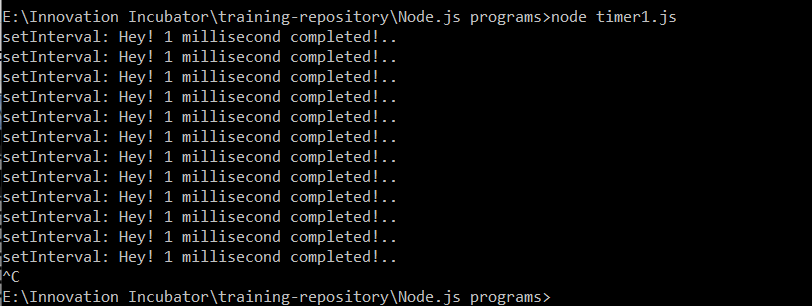 E:\Innovation Incubator\training-repository\Node.js programs>node timer1.js
setInterval: Hey! 1 millisecond completed!..
setInterval: Hey! 1 millisecond completed!..
setInterval: Hey! 1 millisecond completed!..
setInterval: Hey! 1 millisecond completed!..
setInterval: Hey! 1 millisecond completed!..
setInterval: Hey! 1 millisecond completed!..
setInterval: Hey! 1 millisecond completed!..
setInterval: Hey! 1 millisecond completed!..
setInterval: Hey! 1 millisecond completed!..
setInterval: Hey! 1 millisecond completed!..
setInterval: Hey! 1 millisecond completed!..
setInterval: Hey! 1 millisecond completed!..
^C
E:\Innovation Incubator\training-repository\Node.js programs>